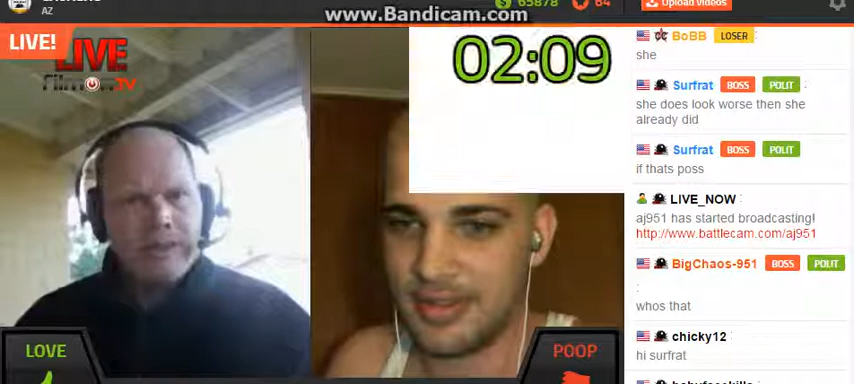 www.Bandicam.com
AZ
65878
64
Upload Videos
LIVE!
LIVE
FilmOn.TV
02:09
LOVE
POOP
BoBB LOSER
she
Surfrat BOSS POLIT :
she does look worse then she
already did
Surfrat BOSS POLIT :
if thats poss
LIVE_NOW :
aj951 has started broadcasting!
http://www.battlecam.com/aj951
BigChaos-951 BOSS POLIT
:
whos that
chicky12 :
hi surfrat